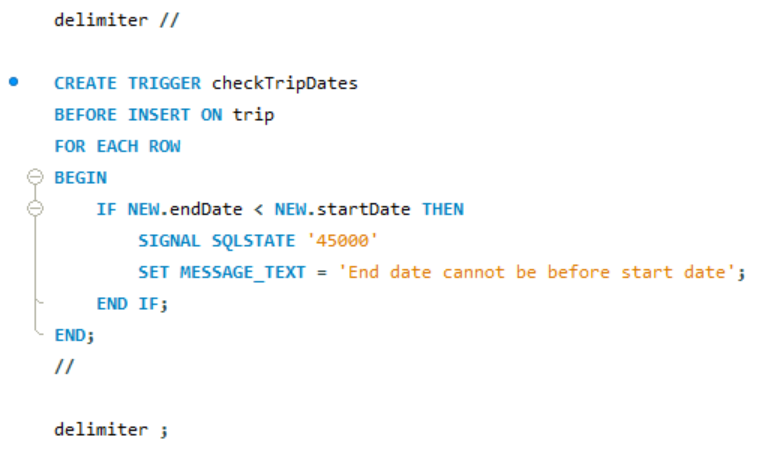 delimiter //
CREATE TRIGGER checkTripDates
BEFORE INSERT ON trip
FOR EACH ROW
BEGIN
IF NEW.endDate < NEW.startDate THEN
SIGNAL SQLSTATE '45000'
SET MESSAGE_TEXT = 'End date cannot be before start date';
END IF;
END;
//
delimiter ;